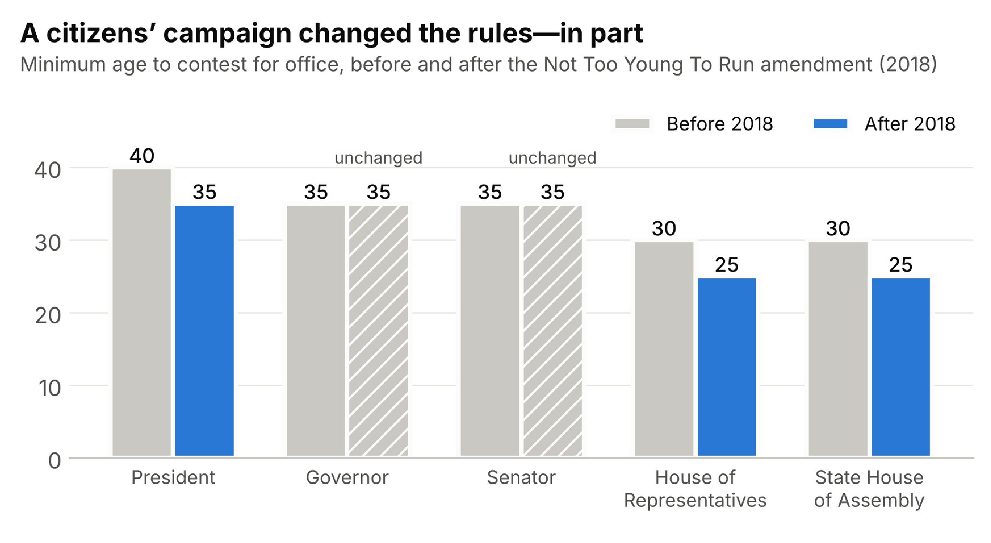 A citizens’ campaign changed the rules—in part
Minimum age to contest for office, before and after the Not Too Young To Run amendment (2018)
Before 2018 After 2018
40
30
20
10
0
40 35
35 35 unchanged
35 35 unchanged
30 25
30 25
President
Governor
Senator
House of
Representatives
State House
of Assembly